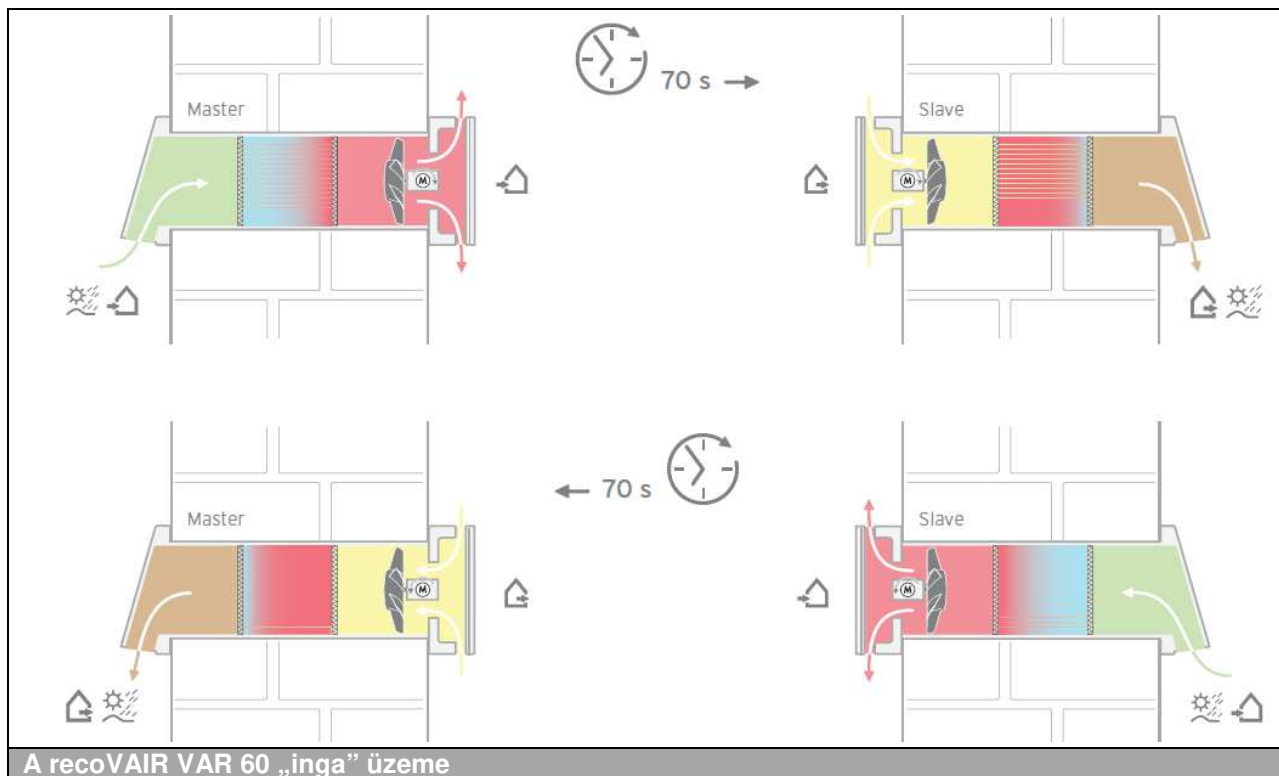 70 s
Master
Slave
M
M
70 s
Master
Slave
M
M
A recoVAIR VAR 60 „inga” üzeme